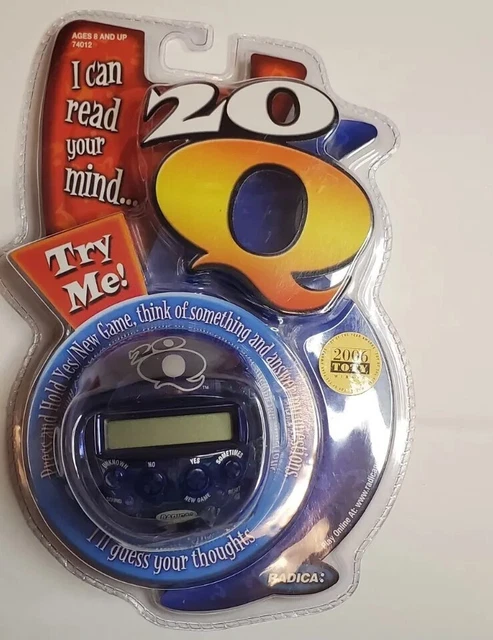 AGES 8 AND UP
74012
I can
read
your
mind...
20
Q
Try
Me!
Press and Hold Yes/New Game, think of something and answer
2006
TOTY
20
Q
TM
UNKNOWN
NO
YES
SOMETIMES
NEW GAME
I'll guess your thoughts
Play Online At: www.radica
RADICA: